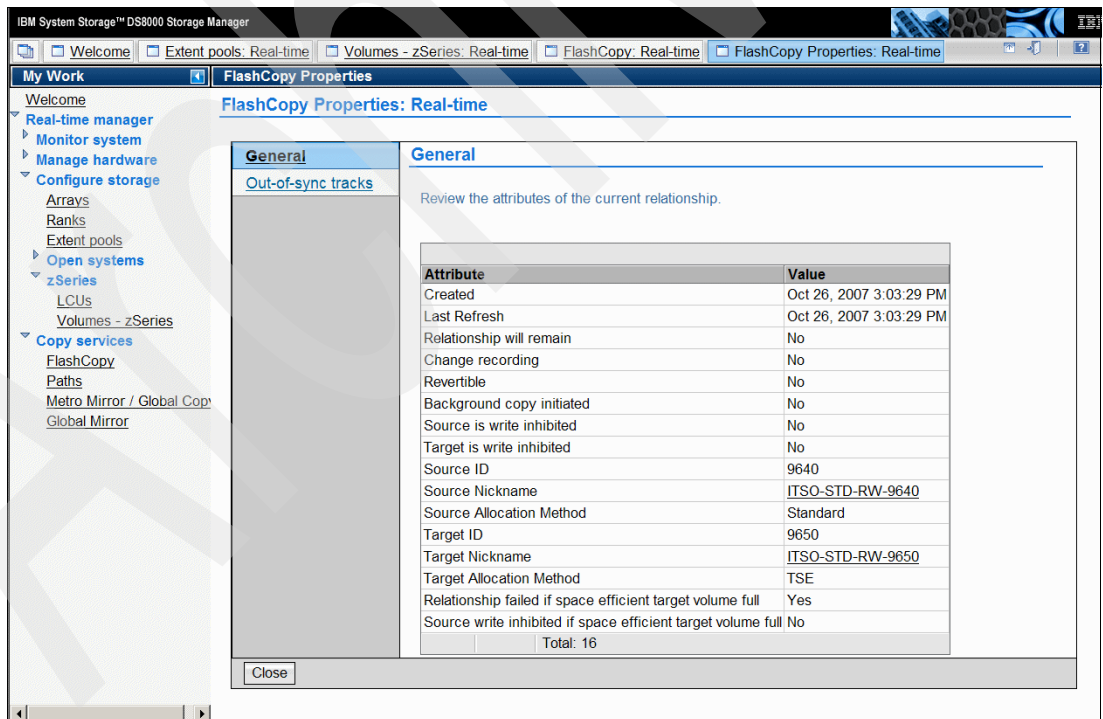 IBM System Storage™ DS8000 Storage Manager
Welcome Extent pools: Real-time Volumes - zSeries: Real-time FlashCopy: Real-time FlashCopy Properties: Real-time ?
My Work FlashCopy Properties
Welcome
Real-time manager
Monitor system
Manage hardware
Configure storage
Arrays
Ranks
Extent pools
Open systems
zSeries
LCUs
Volumes - zSeries
Copy services
FlashCopy
Paths
Metro Mirror / Global Copy
Global Mirror
FlashCopy Properties: Real-time
General
Out-of-sync tracks
General
Review the attributes of the current relationship.
Attribute Value
Created Oct 26, 2007 3:03:29 PM
Last Refresh Oct 26, 2007 3:03:29 PM
Relationship will remain No
Change recording No
Revertible No
Background copy initiated No
Source is write inhibited No
Target is write inhibited No
Source ID 9640
Source Nickname ITSO-STD-RW-9640
Source Allocation Method Standard
Target ID 9650
Target Nickname ITSO-STD-RW-9650
Target Allocation Method TSE
Relationship failed if space efficient target volume full Yes
Source write inhibited if space efficient target volume full No
Total: 16
Close